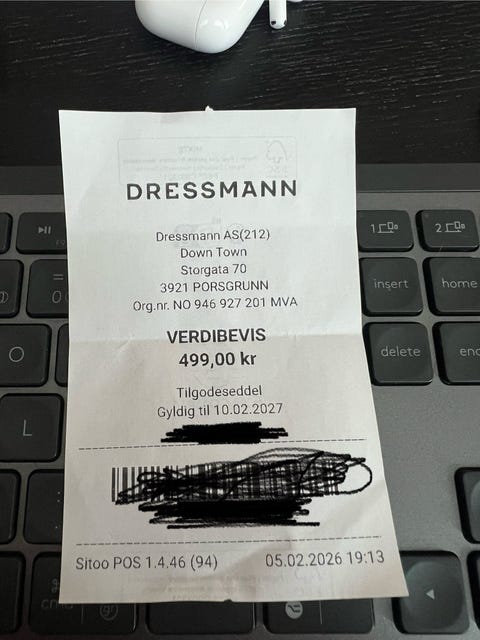 DRESSMANN
Dressmann AS(212)
Down Town
Storgata 70
3921 PORSGRUNN
Org.nr. NO 946 927 201 MVA
VERDIBEVIS
499,00 kr
Tilgodeseddel
Gyldig til 10.02.2027
Sitoo POS 1.4.46 (94)
05.02.2026 19:13
1
2
insert
home
delete
O
L